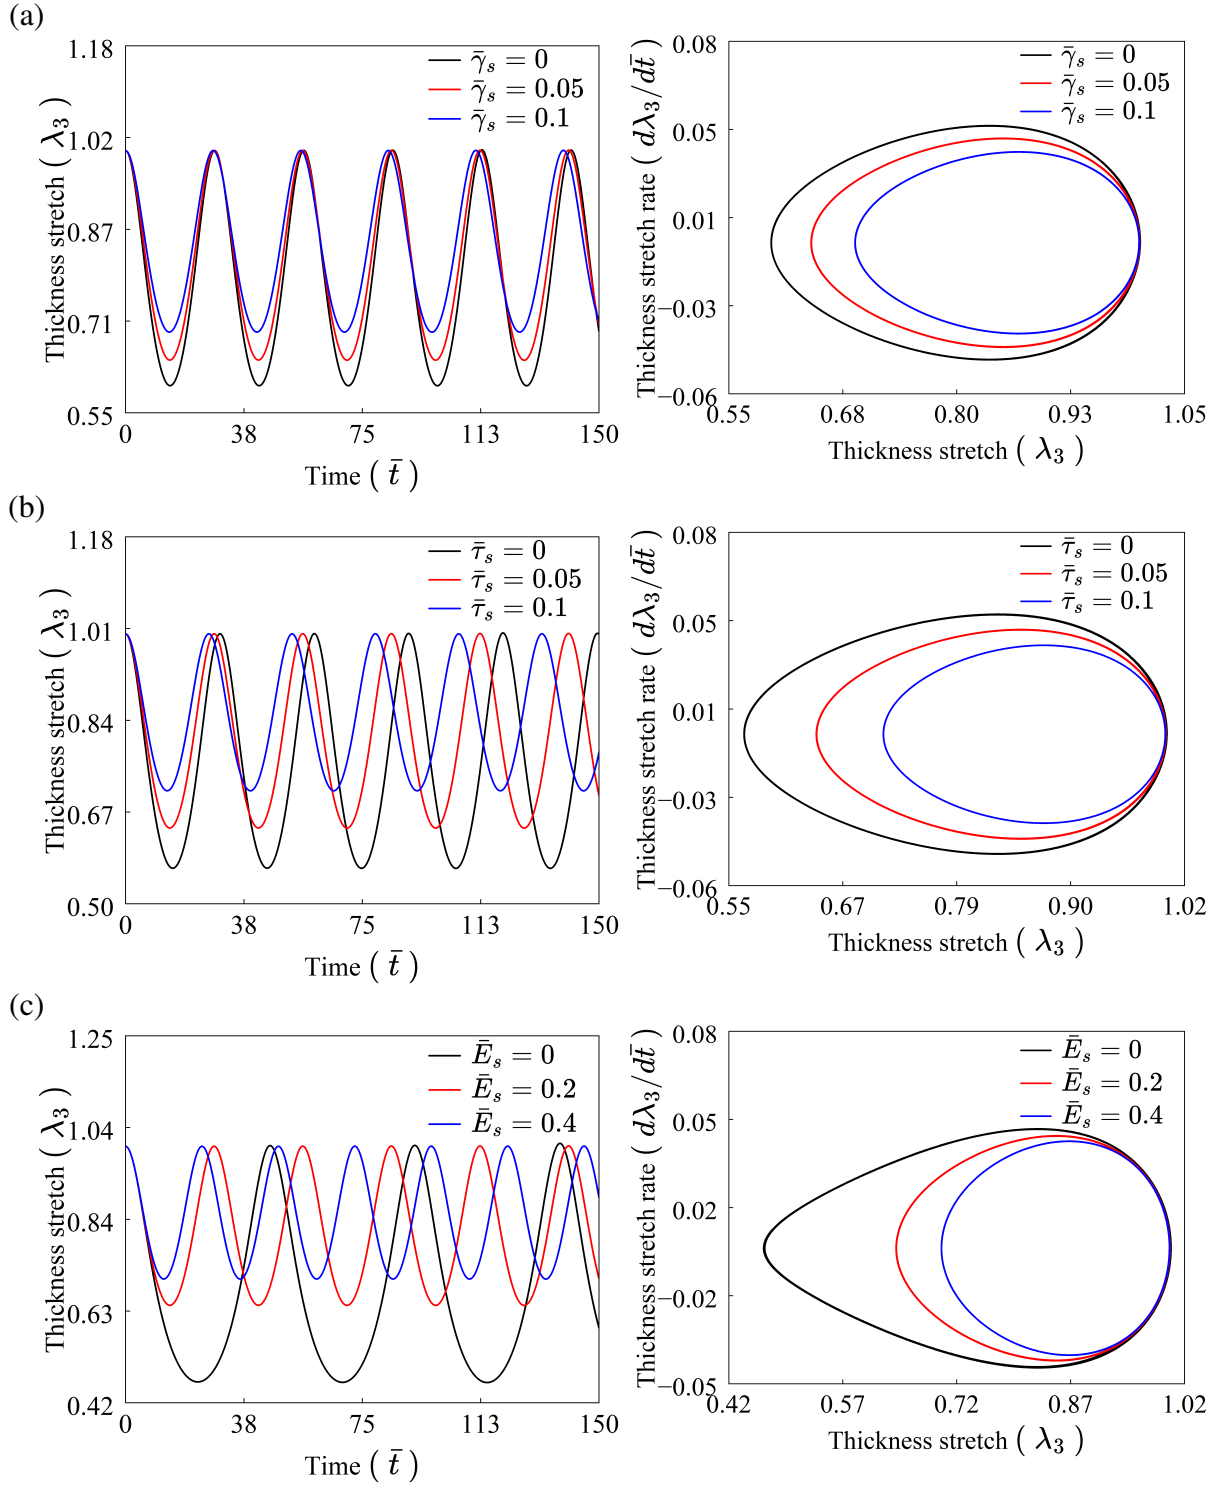 (a)
1.18
1.02
0.87
0.71
0.55
Thickness stretch ( λ₃ )
γ̄ₛ = 0
γ̄ₛ = 0.05
γ̄ₛ = 0.1
0 38 75 113 150
Time ( t̄ )
0.08
0.05
0.01
−0.03
−0.06
Thickness stretch rate ( dλ₃/dt̄ )
γ̄ₛ = 0
γ̄ₛ = 0.05
γ̄ₛ = 0.1
0.55 0.68 0.80 0.93 1.05
Thickness stretch ( λ₃ )
(b)
1.18
1.01
0.84
0.67
0.50
Thickness stretch ( λ₃ )
τ̄ₛ = 0
τ̄ₛ = 0.05
τ̄ₛ = 0.1
0 38 75 113 150
Time ( t̄ )
0.08
0.05
0.01
−0.03
−0.06
Thickness stretch rate ( dλ₃/dt̄ )
τ̄ₛ = 0
τ̄ₛ = 0.05
τ̄ₛ = 0.1
0.55 0.67 0.79 0.90 1.02
Thickness stretch ( λ₃ )
(c)
1.25
1.04
0.84
0.63
0.42
Thickness stretch ( λ₃ )
Ēₛ = 0
Ēₛ = 0.2
Ēₛ = 0.4
0 38 75 113 150
Time ( t̄ )
0.08
0.05
0.02
−0.02
−0.05
Thickness stretch rate ( dλ₃/dt̄ )
Ēₛ = 0
Ēₛ = 0.2
Ēₛ = 0.4
0.42 0.57 0.72 0.87 1.02
Thickness stretch ( λ₃ )